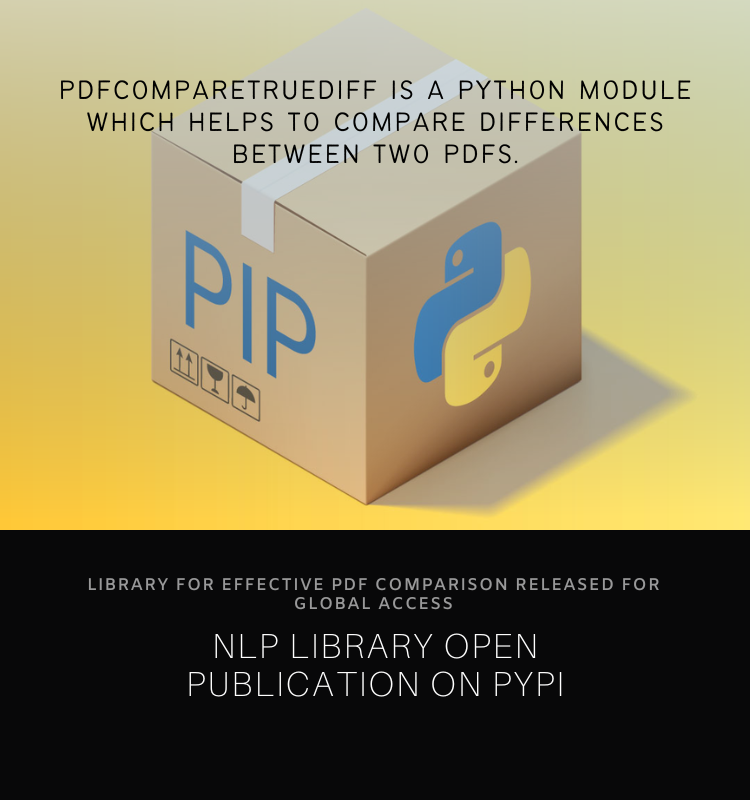 PDFCOMPARETRUEDIFF IS A PYTHON MODULE
WHICH HELPS TO COMPARE DIFFERENCES
BETWEEN TWO PDFS.
PIP
LIBRARY FOR EFFECTIVE PDF COMPARISON RELEASED FOR
GLOBAL ACCESS
NLP LIBRARY OPEN
PUBLICATION ON PYPI